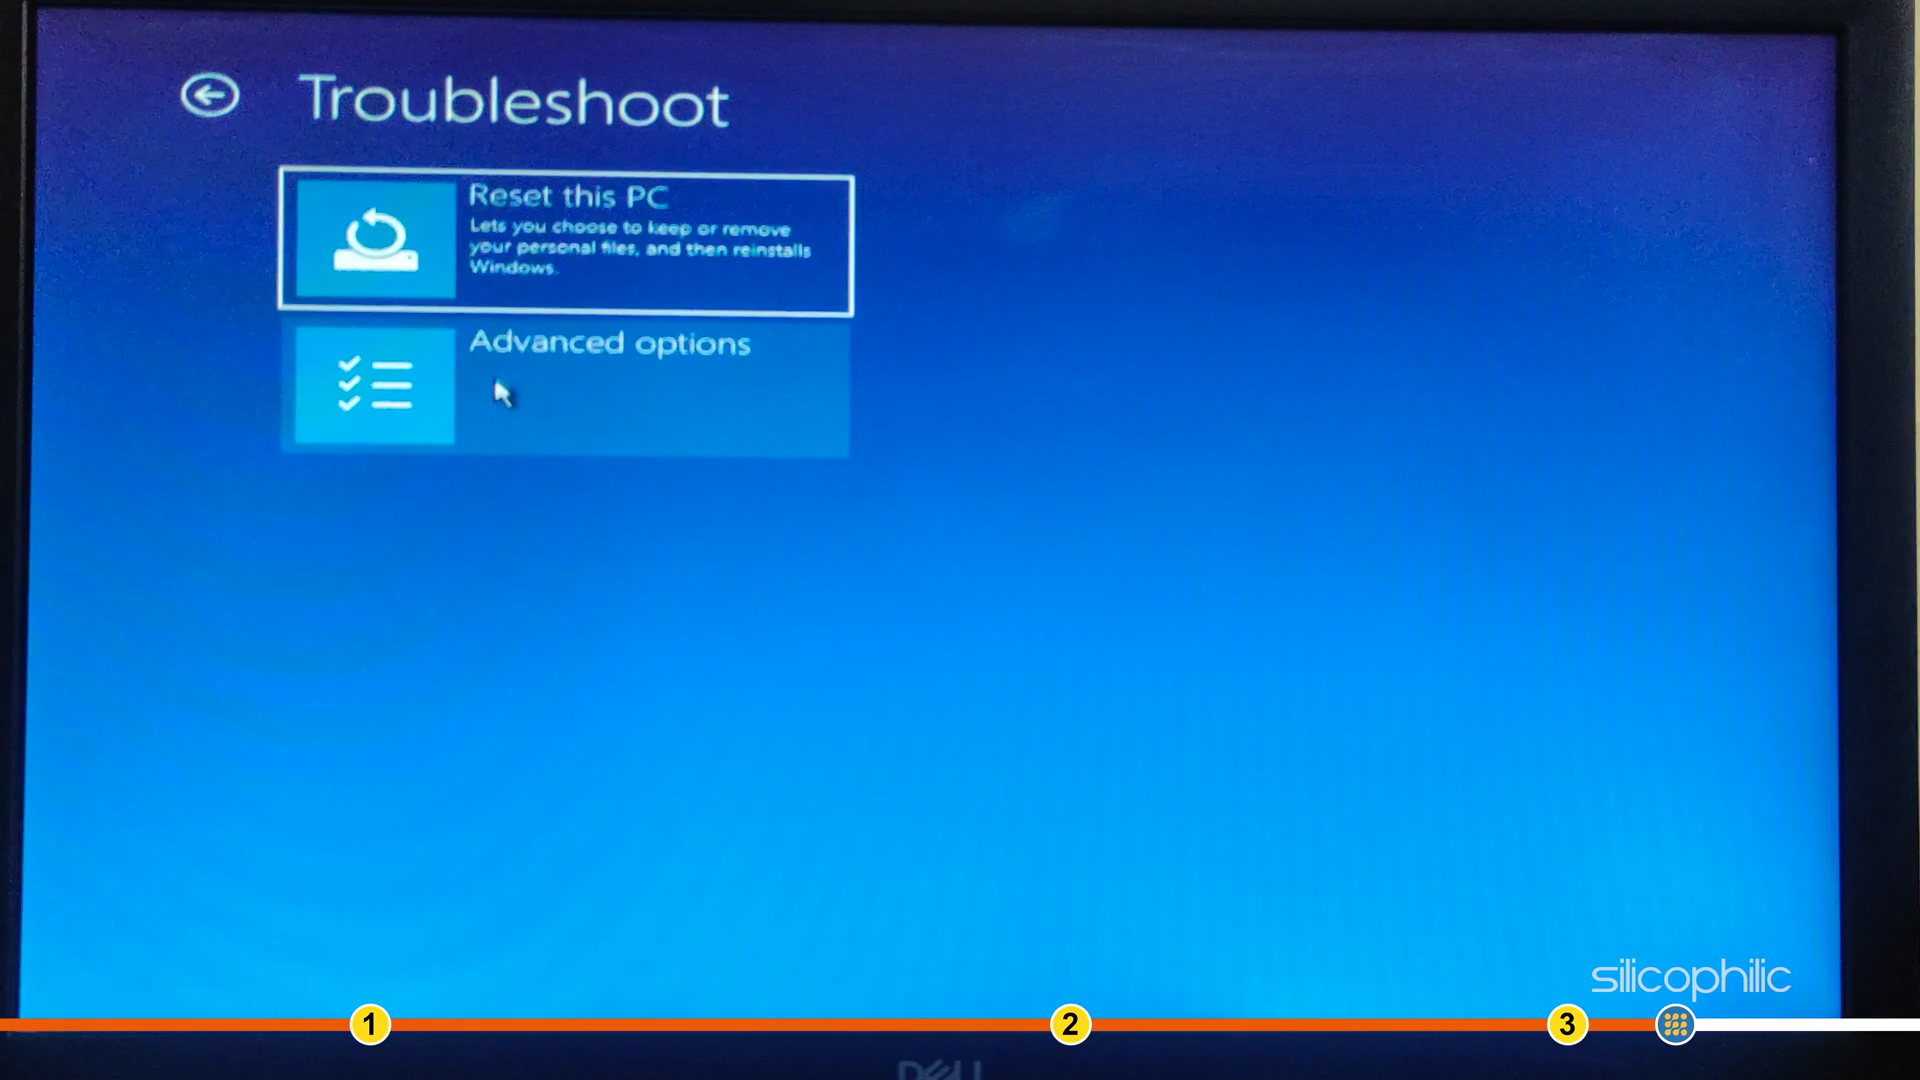 Troubleshoot
Reset this PC
Lets you choose to keep or remove
your personal files, and then reinstalls
Windows.
Advanced options
silicophilic
1
2
3
DELL